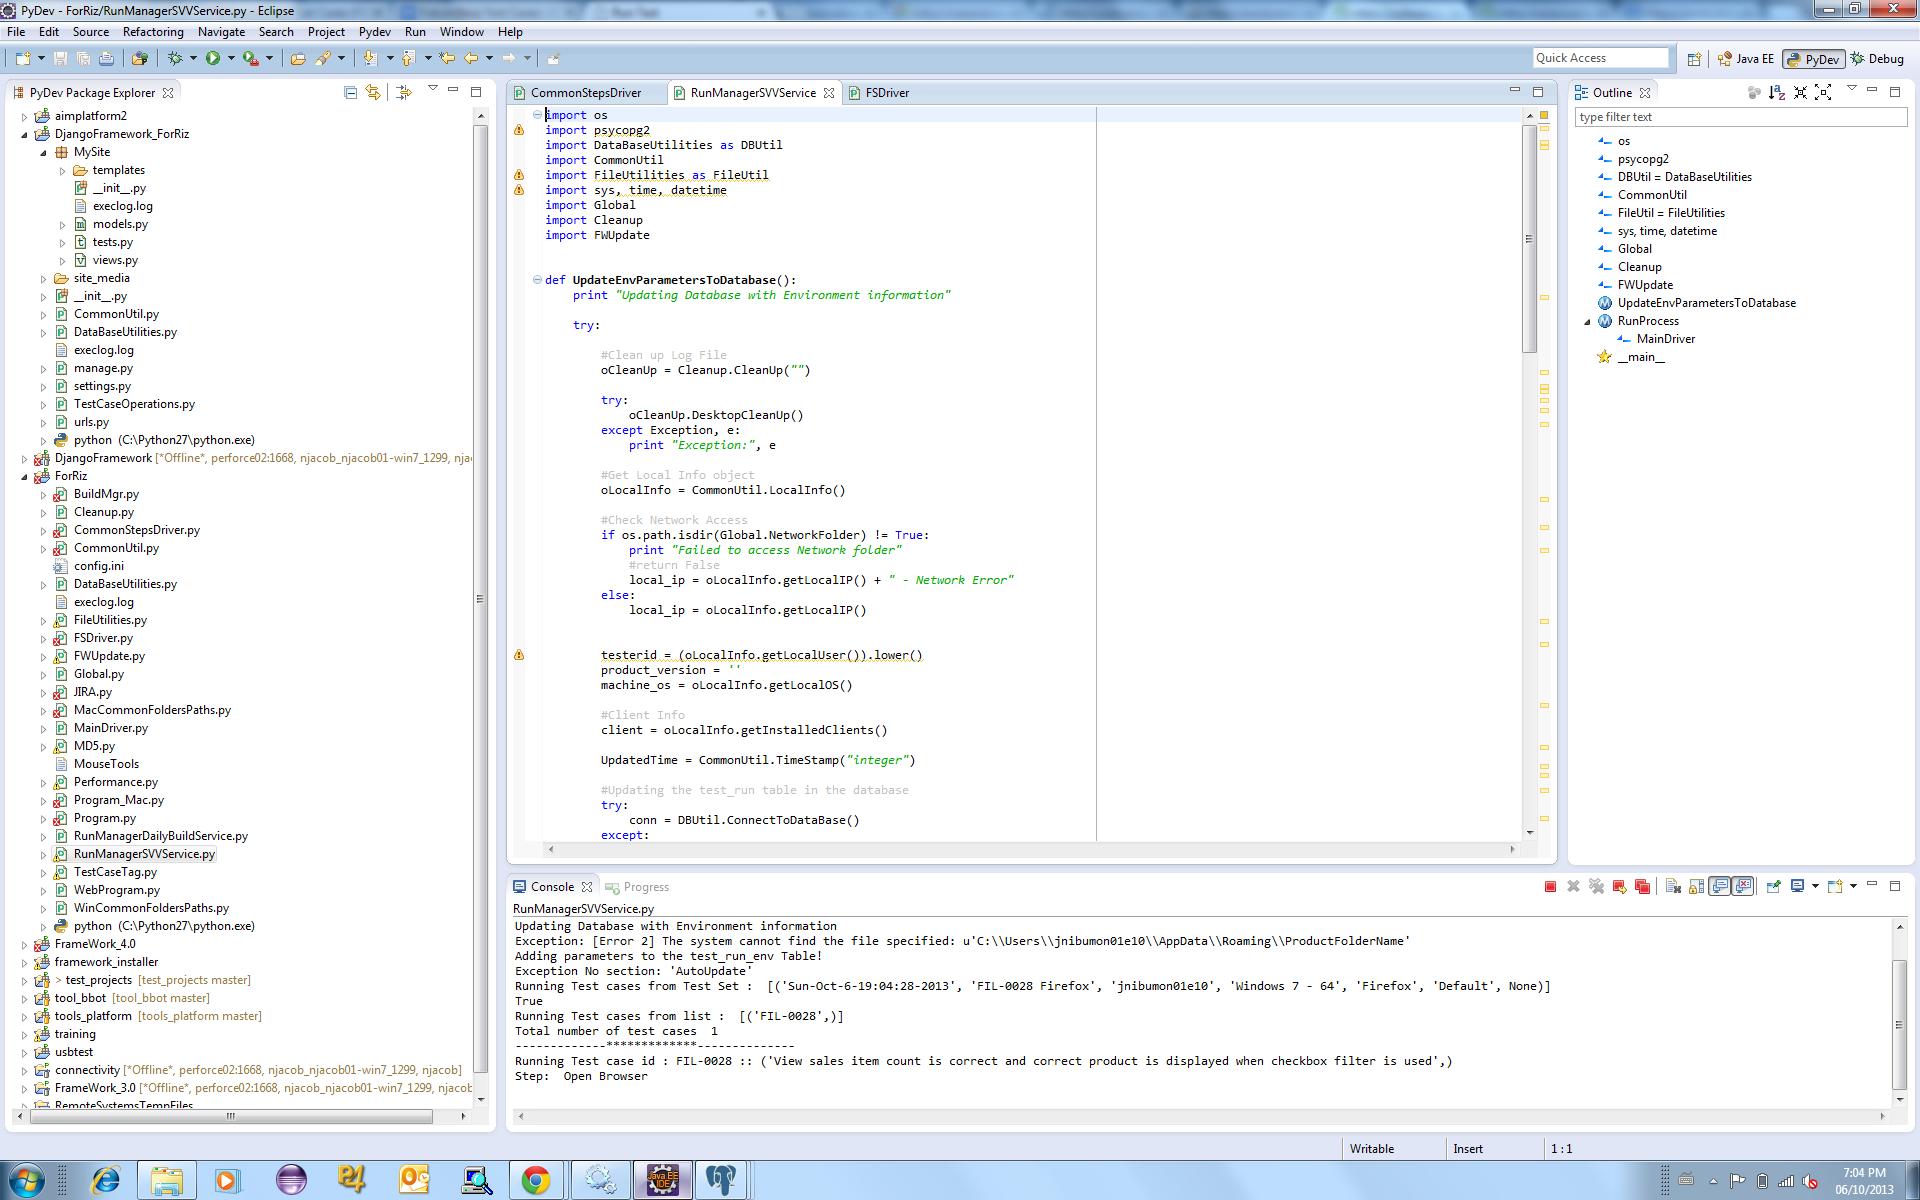 PyDev - ForRiz/RunManagerSVVService.py - Eclipse
File Edit Source Refactoring Navigate Search Project Pydev Run Window Help
Quick Access
Java EE PyDev Debug
PyDev Package Explorer
aimplatform2
DjangoFramework_ForRiz
MySite
templates
__init__.py
execlog.log
models.py
tests.py
views.py
site_media
__init__.py
CommonUtil.py
DataBaseUtilities.py
execlog.log
manage.py
settings.py
TestCaseOperations.py
urls.py
python (C:\Python27\python.exe)
DjangoFramework [*Offline*, perforce02:1668, njacob_njacob01-win7_1299, njac
ForRiz
BuildMgr.py
Cleanup.py
CommonStepsDriver.py
CommonUtil.py
config.ini
DataBaseUtilities.py
execlog.log
FileUtilities.py
FSDriver.py
FWUpdate.py
Global.py
JIRA.py
MacCommonFoldersPaths.py
MainDriver.py
MD5.py
MouseTools
Performance.py
Program_Mac.py
Program.py
RunManagerDailyBuildService.py
RunManagerSVVService.py
TestCaseTag.py
WebProgram.py
WinCommonFoldersPaths.py
python (C:\Python27\python.exe)
FrameWork_4.0
framework_installer
> test_projects [test_projects master]
tool_bbot [tool_bbot master]
tools_platform [tools_platform master]
training
usbtest
connectivity [*Offline*, perforce02:1668, njacob_njacob01-win7_1299, njacob]
FrameWork_3.0 [*Offline*, perforce02:1668, njacob_njacob01-win7_1299, njacob
RemoteSystemsTempFiles
CommonStepsDriver RunManagerSVVService FSDriver
import os
import psycopg2
import DataBaseUtilities as DBUtil
import CommonUtil
import FileUtilities as FileUtil
import sys, time, datetime
import Global
import Cleanup
import FWUpdate
def UpdateEnvParametersToDatabase():
print "Updating Database with Environment information"
try:
#Clean up Log File
oCleanUp = Cleanup.CleanUp("")
try:
oCleanUp.DesktopCleanUp()
except Exception, e:
print "Exception:", e
#Get Local Info object
oLocalInfo = CommonUtil.LocalInfo()
#Check Network Access
if os.path.isdir(Global.NetworkFolder) != True:
print "Failed to access Network folder"
#return False
local_ip = oLocalInfo.getLocalIP() + " - Network Error"
else:
local_ip = oLocalInfo.getLocalIP()
testerid = (oLocalInfo.getLocalUser()).lower()
product_version = ''
machine_os = oLocalInfo.getLocalOS()
#Client Info
client = oLocalInfo.getInstalledClients()
UpdatedTime = CommonUtil.TimeStamp("integer")
#Updating the test_run table in the database
try:
conn = DBUtil.ConnectToDataBase()
except:
Outline
type filter text
os
psycopg2
DBUtil = DataBaseUtilities
CommonUtil
FileUtil = FileUtilities
sys, time, datetime
Global
Cleanup
FWUpdate
UpdateEnvParametersToDatabase
RunProcess
MainDriver
__main__
Console Progress
RunManagerSVVService.py
Updating Database with Environment information
Exception: [Error 2] The system cannot find the file specified: u'C:\\Users\\jnibumon01e10\\AppData\\Roaming\\ProductFolderName'
Adding parameters to the test_run_env Table!
Exception No section: 'AutoUpdate'
Running Test cases from Test Set :  [('Sun-Oct-6-19:04:28-2013', 'FIL-0028 Firefox', 'jnibumon01e10', 'Windows 7 - 64', 'Firefox', 'Default', None)]
True
Running Test cases from list :  [('FIL-0028',)]
Total number of test cases  1
-------------*************--------------
Running Test case id : FIL-0028 :: ('View sales item count is correct and correct product is displayed when checkbox filter is used',)
Step:  Open Browser
Writable Insert 1 : 1
Java EE
IDE
7:04 PM
06/10/2013